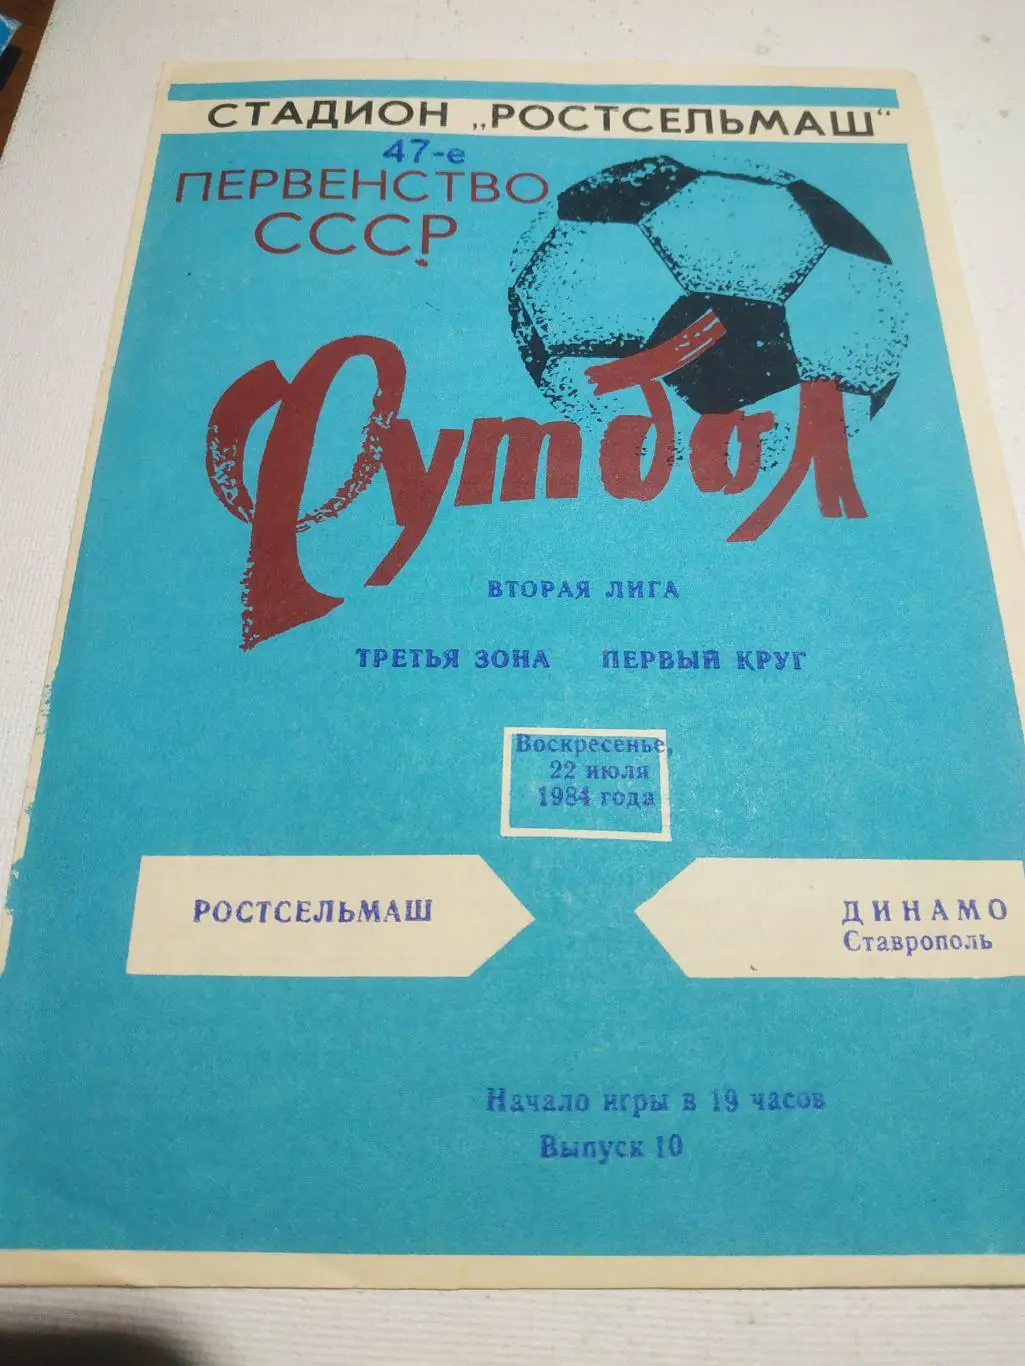 СТАДИОН „РОСТСЕЛЬМАШ“
47-е
ПЕРВЕНСТВО
СССР
Футбол
ВТОРАЯ ЛИГА
ТРЕТЬЯ ЗОНА ПЕРВЫЙ КРУГ
Воскресенье,
22 июля
1984 года
РОСТСЕЛЬМАШ
ДИНАМО
Ставрополь
Начало игры в 19 часов
Выпуск 10